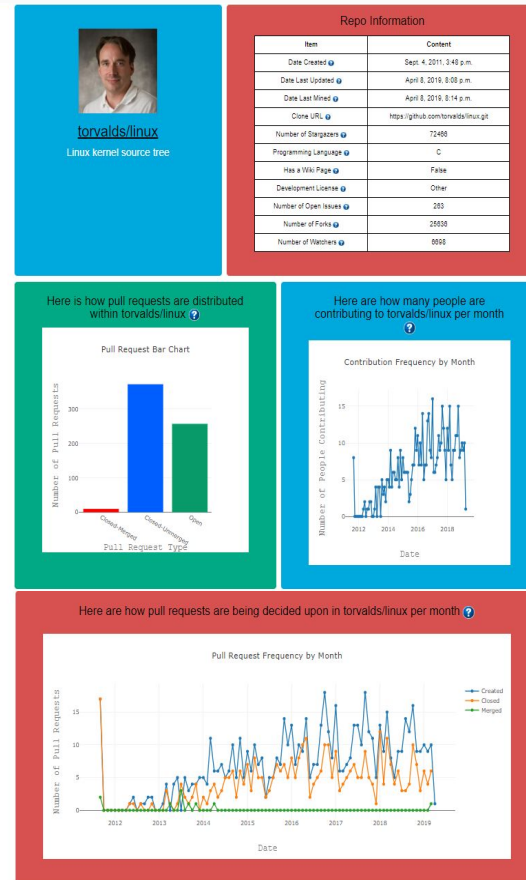 torvalds/linux
Linux kernel source tree
Repo Information
Item Content
Date Created Sept. 4, 2011, 3:48 p.m.
Date Last Updated April 8, 2019, 8:08 p.m.
Date Last Mined April 8, 2019, 8:14 p.m.
Clone URL https://github.com/torvalds/linux.git
Number of Stargazers 72466
Programming Language C
Has a Wiki Page False
Development License Other
Number of Open Issues 263
Number of Forks 25636
Number of Watchers 6698
Here is how pull requests are distributed
within torvalds/linux
Pull Request Bar Chart
Number of Pull Requests
300
200
100
0
Closed-Merged
Closed-Unmerged
Open
Pull Request Type
Here are how many people are
contributing to torvalds/linux per month
Contribution Frequency by Month
Number of People Contributing
15
10
5
0
2012 2014 2016 2018
Date
Here are how pull requests are being decided upon in torvalds/linux per month
Pull Request Frequency by Month
Number of Pull Requests
15
10
5
0
2012 2013 2014 2015 2016 2017 2018 2019
Date
Created
Closed
Merged